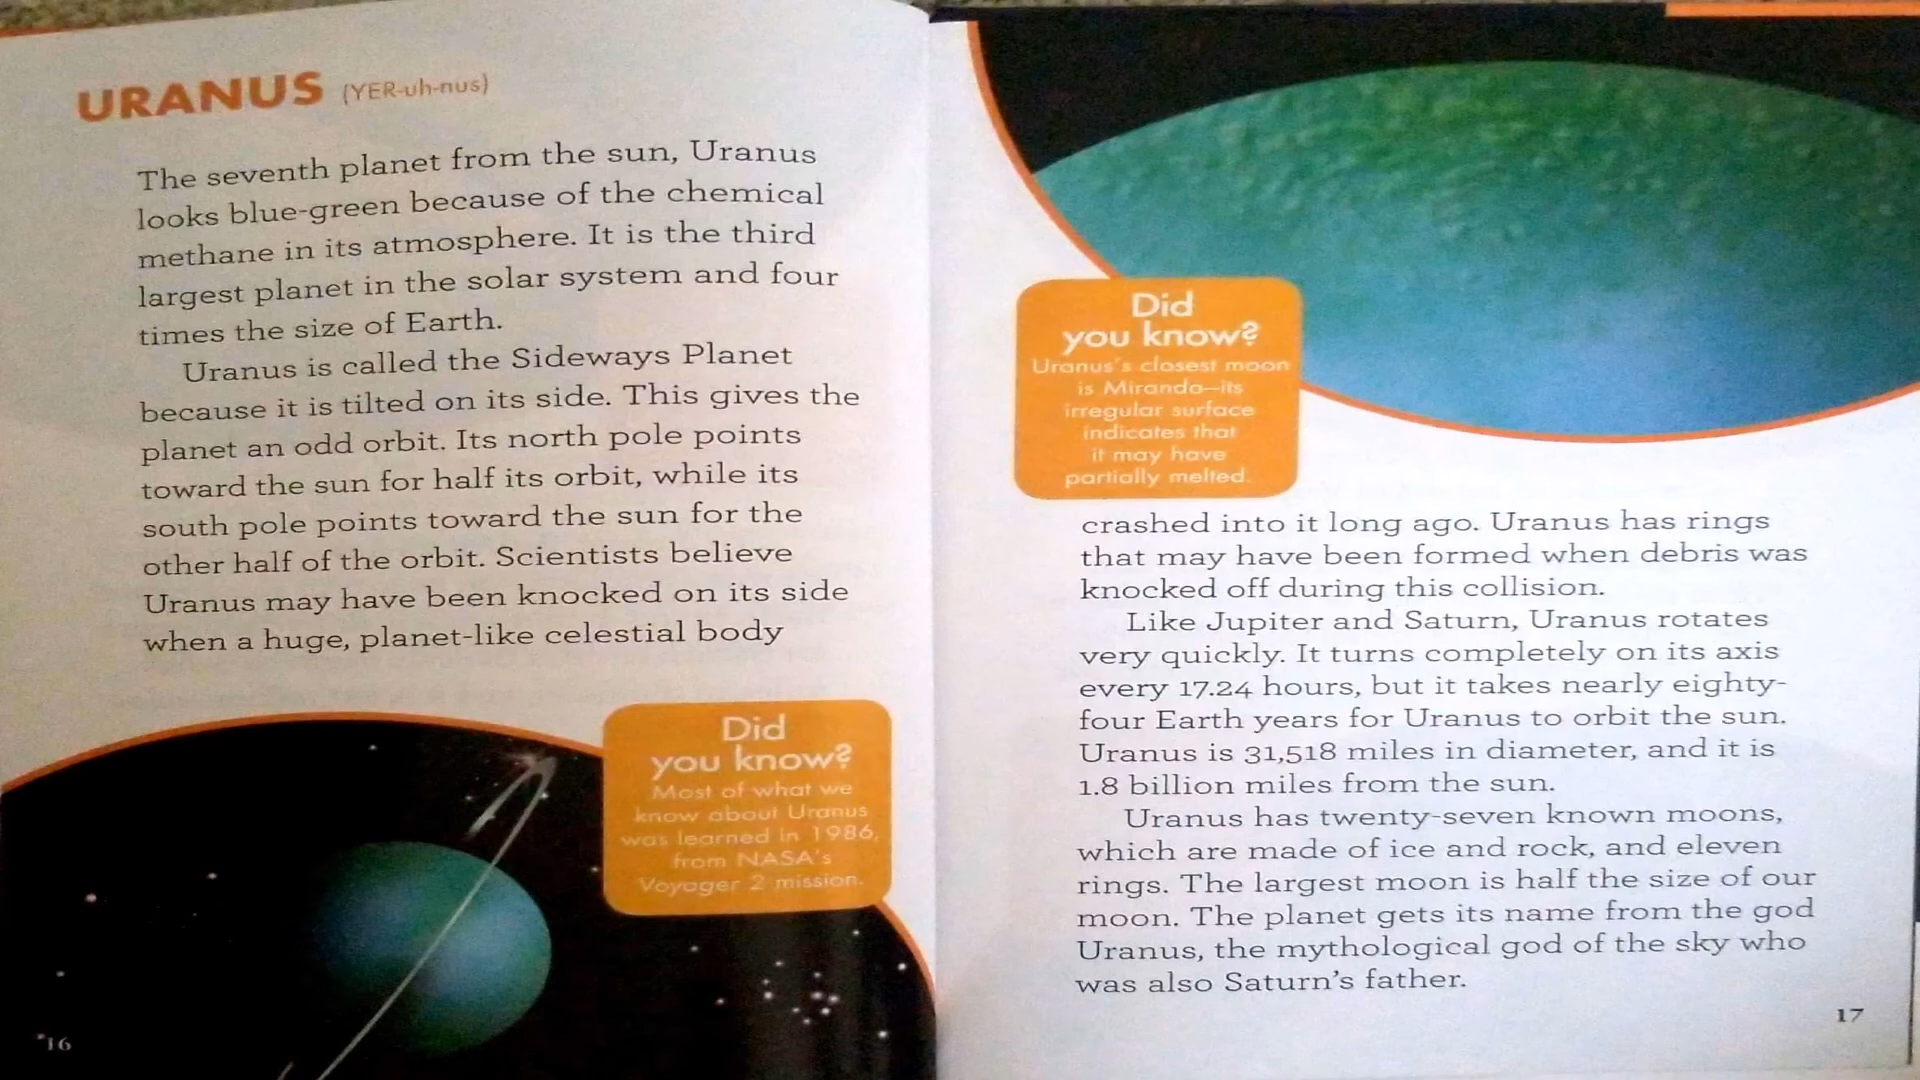 URANUS (YER-uh-nus)
The seventh planet from the sun, Uranus
looks blue-green because of the chemical
methane in its atmosphere. It is the third
largest planet in the solar system and four
times the size of Earth.
Uranus is called the Sideways Planet
because it is tilted on its side. This gives the
planet an odd orbit. Its north pole points
toward the sun for half its orbit, while its
south pole points toward the sun for the
other half of the orbit. Scientists believe
Uranus may have been knocked on its side
when a huge, planet-like celestial body
Did
you know?
Most of what we
know about Uranus
was learned in 1986,
from NASA's
Voyager 2 mission.
16
Did
you know?
Uranus's closest moon
is Miranda—its
irregular surface
indicates that
it may have
partially melted.
crashed into it long ago. Uranus has rings
that may have been formed when debris was
knocked off during this collision.
Like Jupiter and Saturn, Uranus rotates
very quickly. It turns completely on its axis
every 17.24 hours, but it takes nearly eighty-
four Earth years for Uranus to orbit the sun.
Uranus is 31,518 miles in diameter, and it is
1.8 billion miles from the sun.
Uranus has twenty-seven known moons,
which are made of ice and rock, and eleven
rings. The largest moon is half the size of our
moon. The planet gets its name from the god
Uranus, the mythological god of the sky who
was also Saturn's father.
17